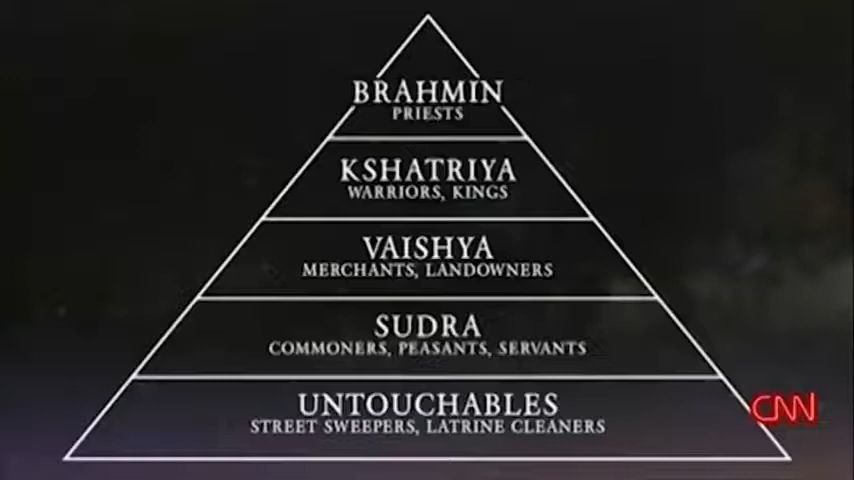 BRAHMIN
PRIESTS
KSHATRIYA
WARRIORS, KINGS
VAISHYA
MERCHANTS, LANDOWNERS
SUDRA
COMMONERS, PEASANTS, SERVANTS
UNTOUCHABLES
STREET SWEEPERS, LATRINE CLEANERS
CNN